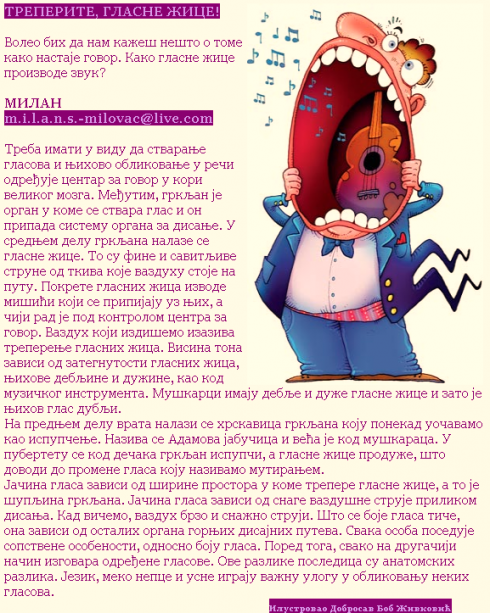 ТРЕПЕРИТЕ, ГЛАСНЕ ЖИЦЕ!
Волео бих да нам кажеш нешто о томе
како настаје говор. Како гласне жице
производе звук?
МИЛАН
m.i.l.a.n.s.-milovac@live.com
Треба имати у виду да стварање
гласова и њихово обликовање у речи
одређује центар за говор у кори
великог мозга. Међутим, гркљан је
орган у коме се ствара глас и он
припада систему органа за дисање. У
средњем делу гркљана налазе се
гласне жице. То су фине и савитљиве
струне од ткива које ваздуху стоје на
путу. Покрете гласних жица изводе
мишићи који се припијају уз њих, а
чији рад је под контролом центра за
говор. Ваздух који издишемо изазива
треперење гласних жица. Висина тона
зависи од затегнутости гласних жица,
њихове дебљине и дужине, као код
музичког инструмента. Мушкарци имају дебље и дуже гласне жице и зато је
њихов глас дубљи.
На предњем делу врата налази се хрскавица гркљана коју понекад уочавамо
као испупчење. Назива се Адамова јабучица и већа је код мушкараца. У
пубертету се код дечака гркљан испупчи, а гласне жице продуже, што
доводи до промене гласа коју називамо мутирањем.
Јачина гласа зависи од ширине простора у коме трепере гласне жице, а то је
шупљина гркљана. Јачина гласа зависи од снаге ваздушне струје приликом
дисања. Кад вичемо, ваздух брзо и снажно струји. Што се боје гласа тиче,
она зависи од осталих органа горњих дисајних путева. Свака особа поседује
сопствене особености, односно боју гласа. Поред тога, свако на другачији
начин изговара одређене гласове. Ове разлике последица су анатомских
разлика. Језик, меко непце и усне играју важну улогу у обликовању неких
гласова.
Илустровао Добросав Боб Живковић